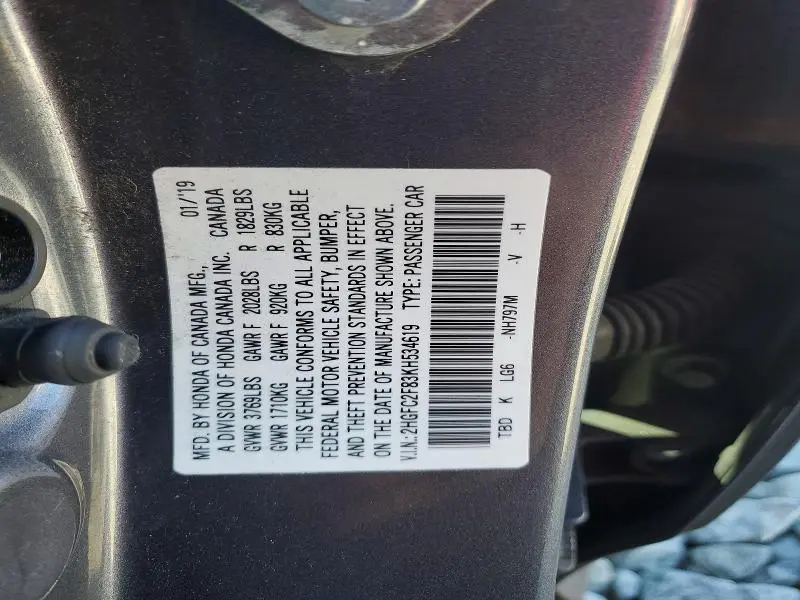 MFD. BY HONDA OF CANADA MFG., 01/'19
A DIVISION OF HONDA CANADA INC. CANADA
GVWR 3769LBS GAWR F 2028LBS R 1829LBS
GVWR 1710KG GAWR F 920KG R 830KG
THIS VEHICLE CONFORMS TO ALL APPLICABLE
FEDERAL MOTOR VEHICLE SAFETY, BUMPER,
AND THEFT PREVENTION STANDARDS IN EFFECT
ON THE DATE OF MANUFACTURE SHOWN ABOVE.
V.I.N.: 2HGFC2F83KH534619 TYPE: PASSENGER CAR
TBD K LG6 -NH797M -V -H